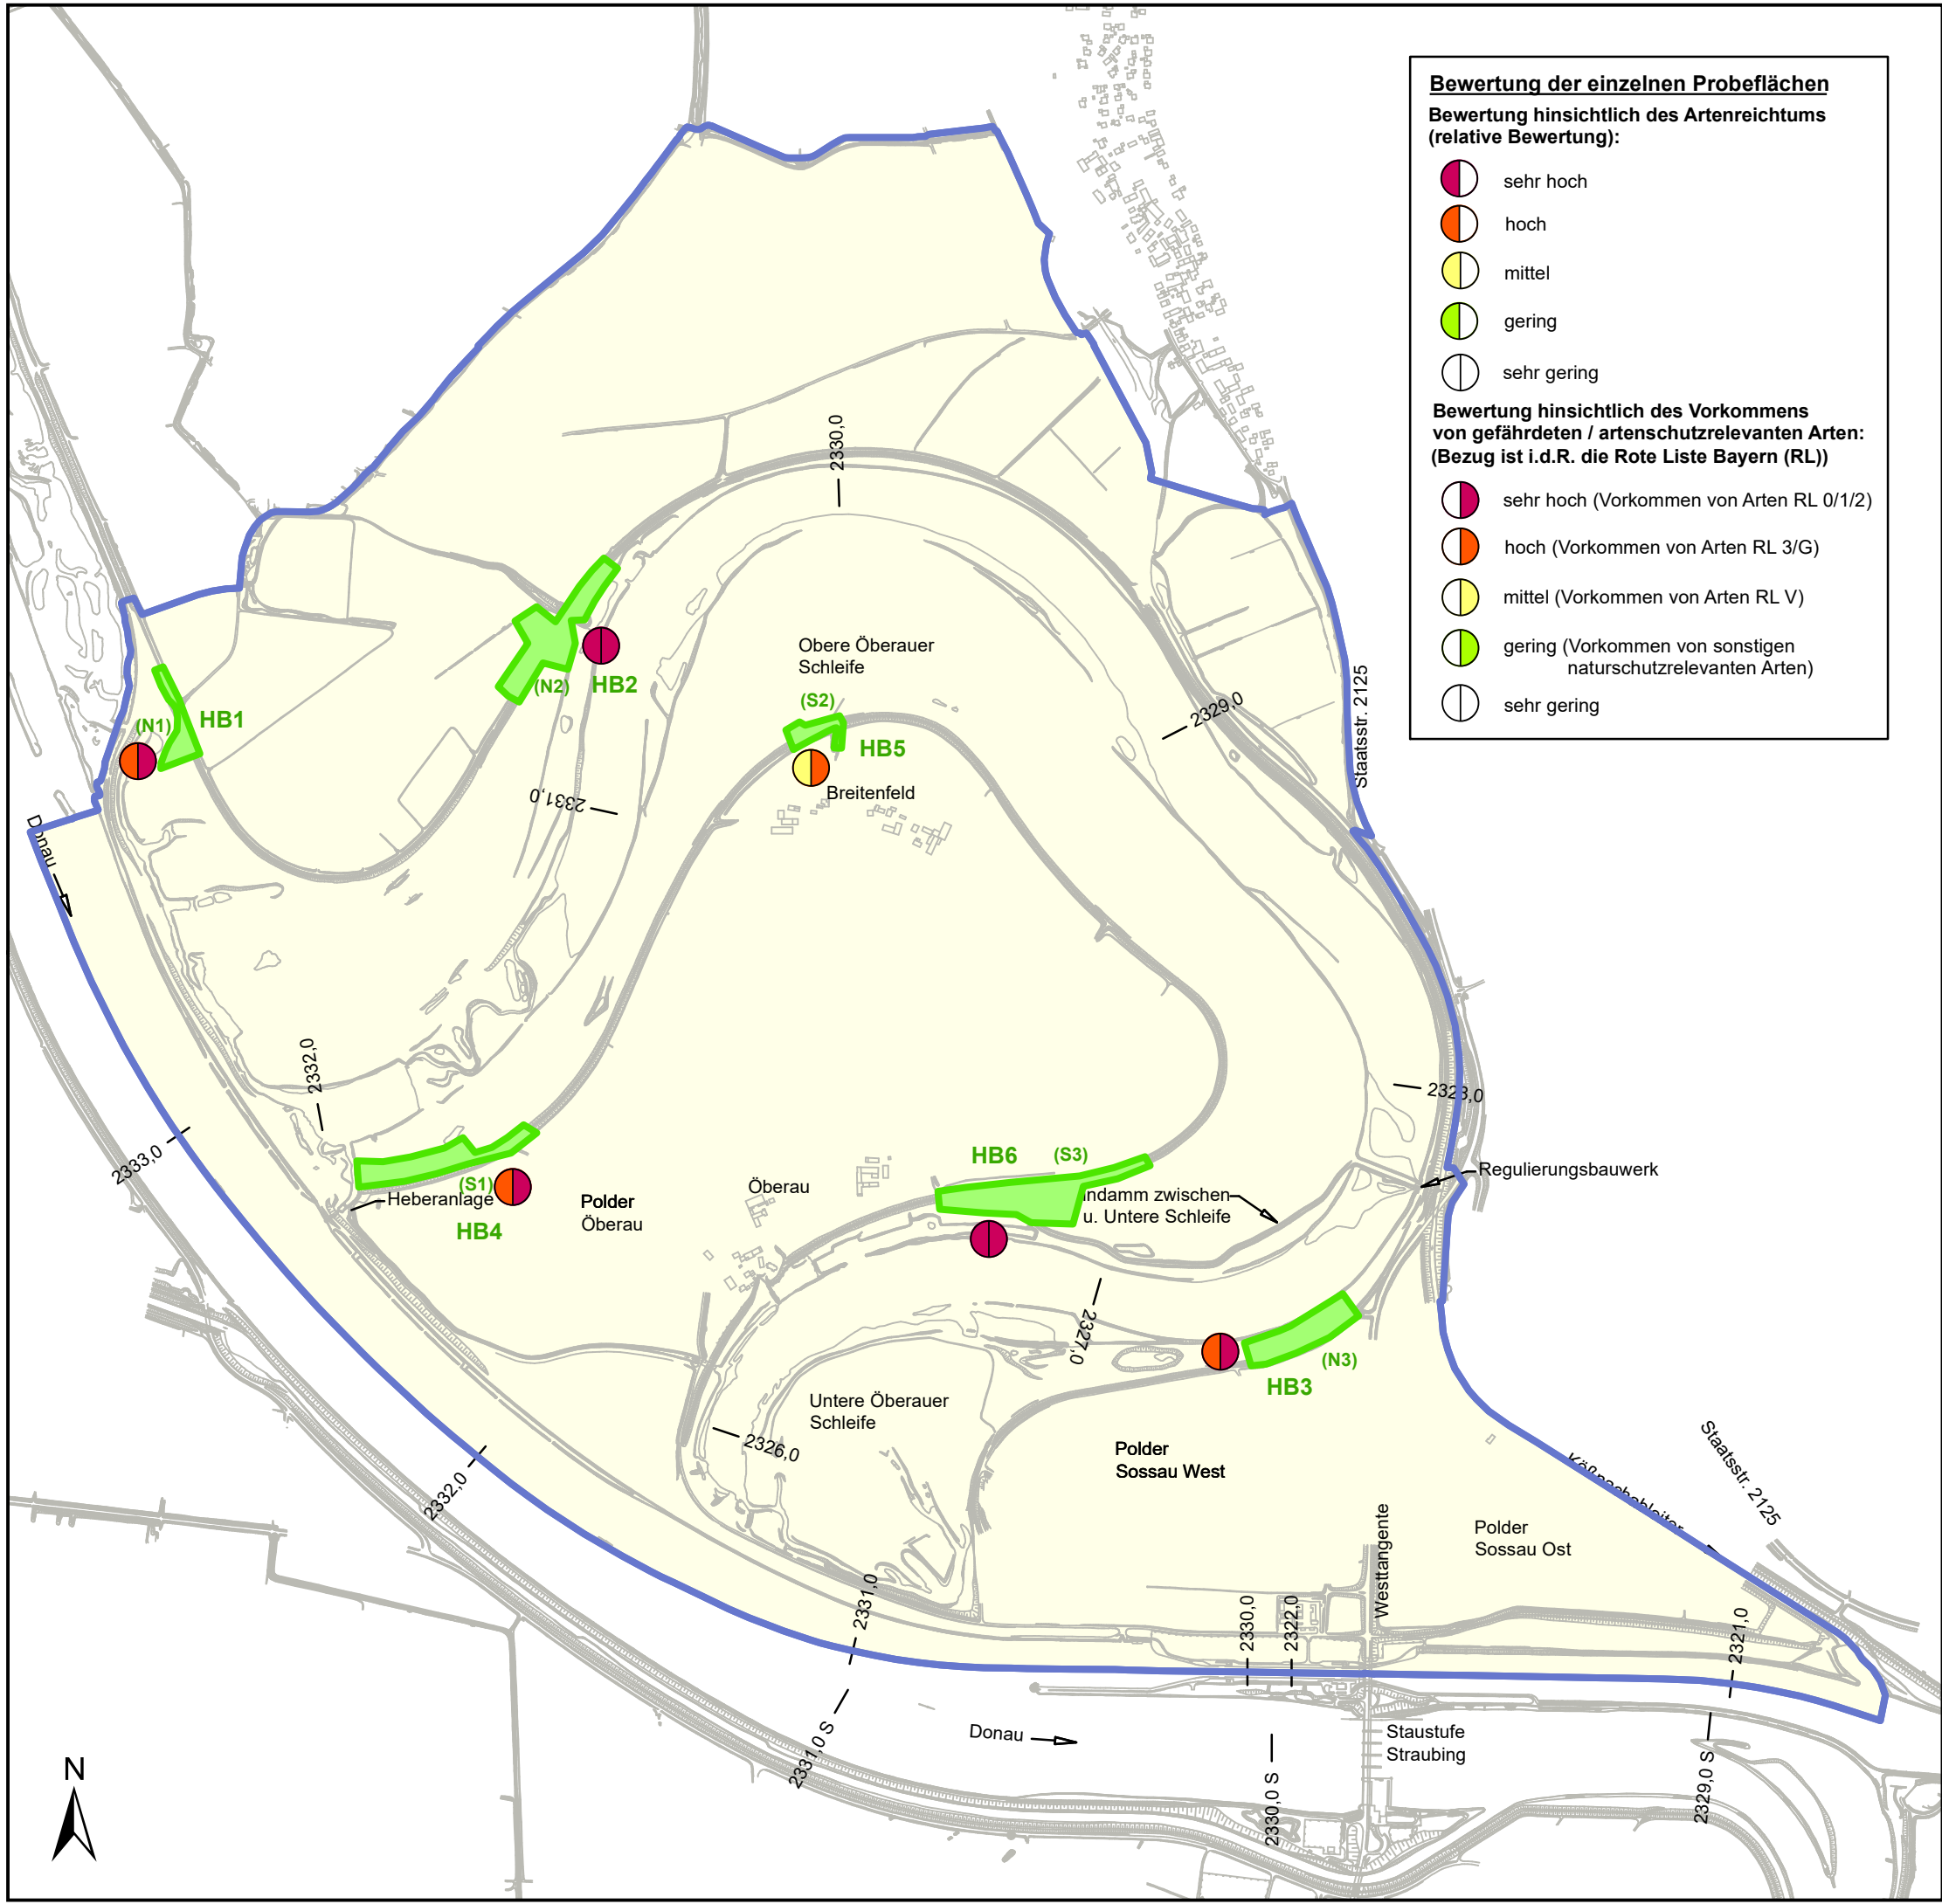 Bewertung der einzelnen Probeflächen
Bewertung hinsichtlich des Artenreichtums
(relative Bewertung):
sehr hoch
hoch
mittel
gering
sehr gering
Bewertung hinsichtlich des Vorkommens
von gefährdeten / artenschutzrelevanten Arten:
(Bezug ist i.d.R. die Rote Liste Bayern (RL))
sehr hoch (Vorkommen von Arten RL 0/1/2)
hoch (Vorkommen von Arten RL 3/G)
mittel (Vorkommen von Arten RL V)
gering (Vorkommen von sonstigen
naturschutzrelevanten Arten)
sehr gering
2330,0
Obere Öberauer
Schleife
(N2)
HB2
(N1)
HB1
(S2)
HB5
Breitenfeld
2329,0
Staatsstr. 2125
2331,0
Donau
2332,0
2328,0
2333,0
HB6
(S3)
Regulierungsbauwerk
(S1)
Heberanlage
HB4
Polder
Öberau
Öberau
ndamm zwischen
u. Untere Schleife
2327,0
(N3)
HB3
Untere Öberauer
Schleife
2326,0
Polder
Sossau West
Staatsstr. 2125
2332,0
Polder
Sossau Ost
Westtangente
2331,0
2330,0
2322,0
2321,0
Donau
Staustufe
Straubing
2331,0 S
2330,0 S
2329,0 S
N